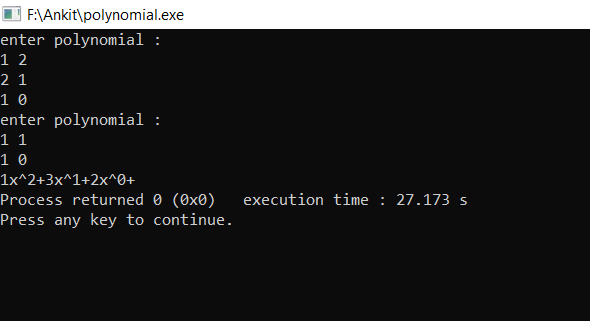 F:\Ankit\polynomial.exe
enter polynomial :
1 2
2 1
1 0
enter polynomial :
1 1
1 0
1x^2+3x^1+2x^0+
Process returned 0 (0x0)   execution time : 27.173 s
Press any key to continue.